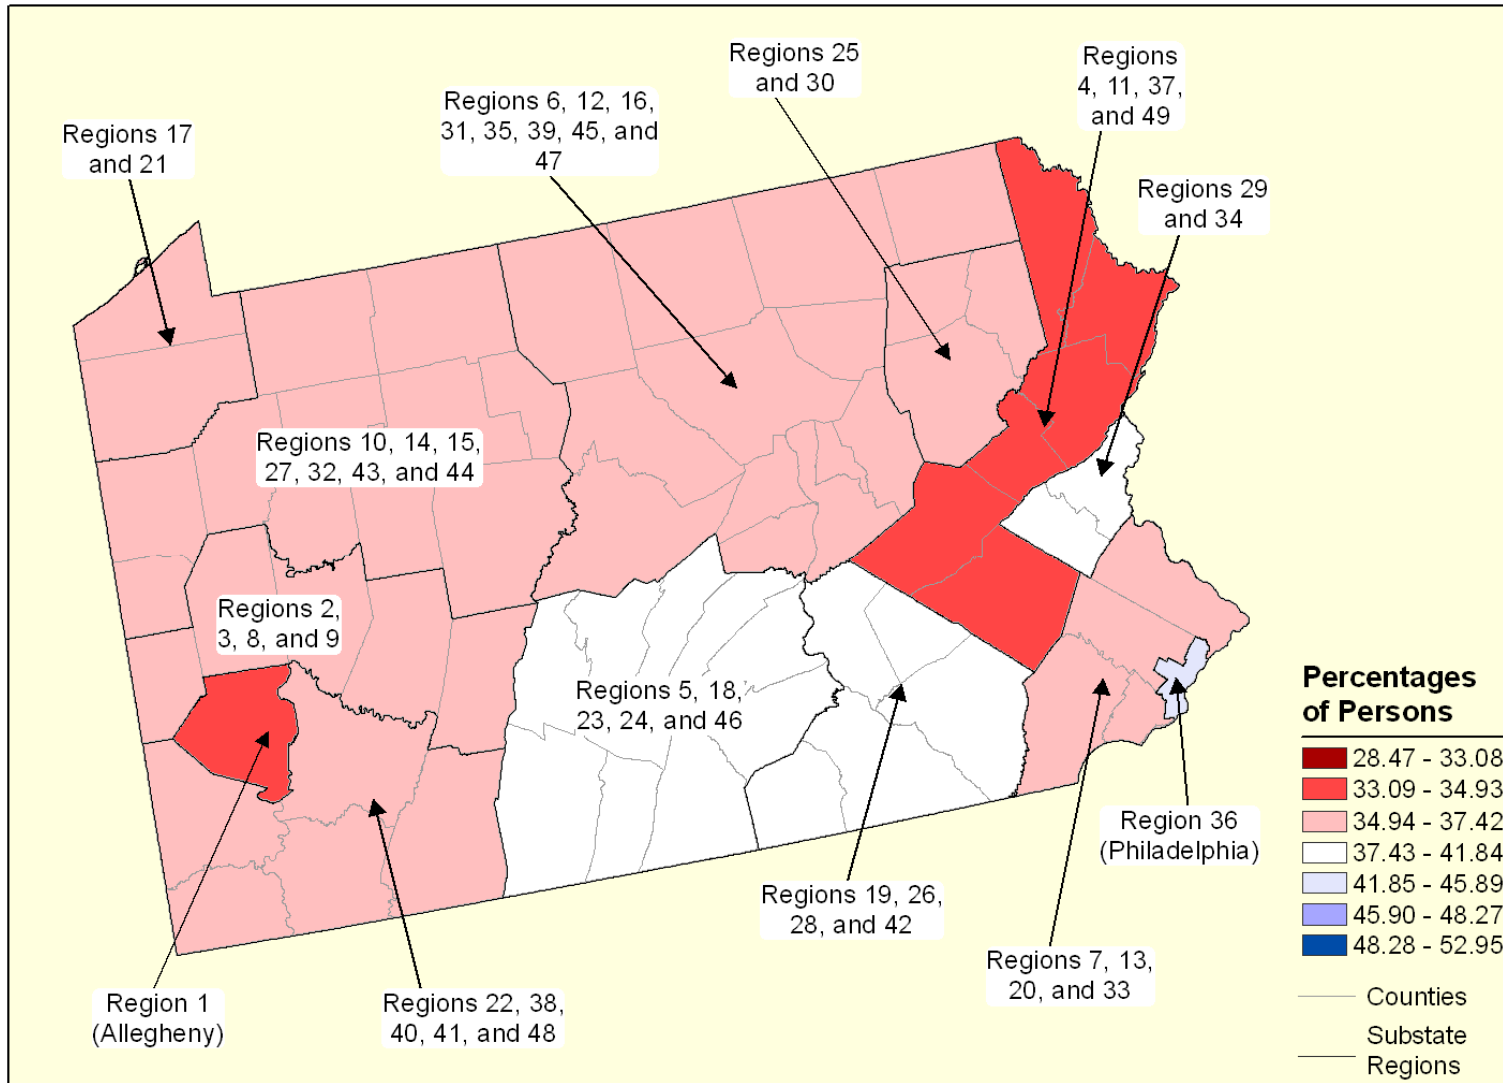 Regions 25
and 30
Regions
4, 11, 37,
and 49
Regions 6, 12, 16,
31, 35, 39, 45, and
47
Regions 17
and 21
Regions 29
and 34
Regions 10, 14, 15,
27, 32, 43, and 44
Regions 2,
3, 8, and 9
Regions 5, 18,
23, 24, and 46
Percentages
of Persons
28.47 - 33.08
33.09 - 34.93
34.94 - 37.42
37.43 - 41.84
41.85 - 45.89
45.90 - 48.27
48.28 - 52.95
Counties
Substate
Regions
Region 36
(Philadelphia)
Regions 19, 26,
28, and 42
Regions 7, 13,
20, and 33
Region 1
(Allegheny)
Regions 22, 38,
40, 41, and 48